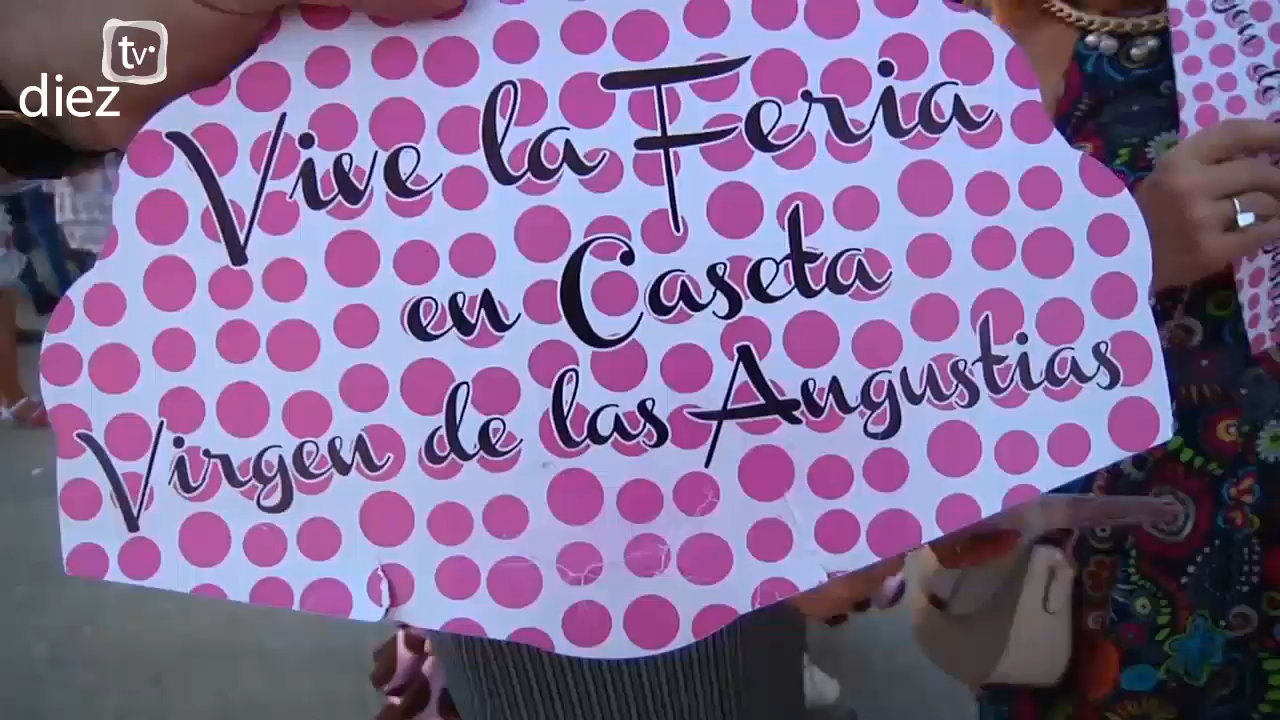 tv
diez
Vive la Feria
en Caseta
Virgen de las Angustias